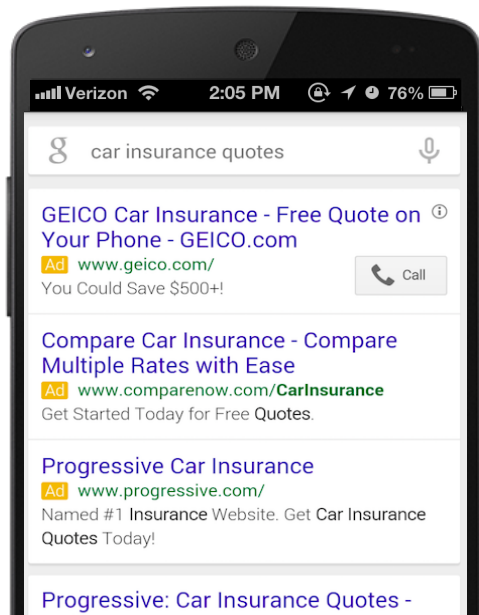 Verizon 2:05 PM 76%
g car insurance quotes
GEICO Car Insurance - Free Quote on
Your Phone - GEICO.com
Ad www.geico.com/
Call
You Could Save $500+!
Compare Car Insurance - Compare
Multiple Rates with Ease
Ad www.comparenow.com/CarInsurance
Get Started Today for Free Quotes.
Progressive Car Insurance
Ad www.progressive.com/
Named #1 Insurance Website. Get Car Insurance
Quotes Today!
Progressive: Car Insurance Quotes -